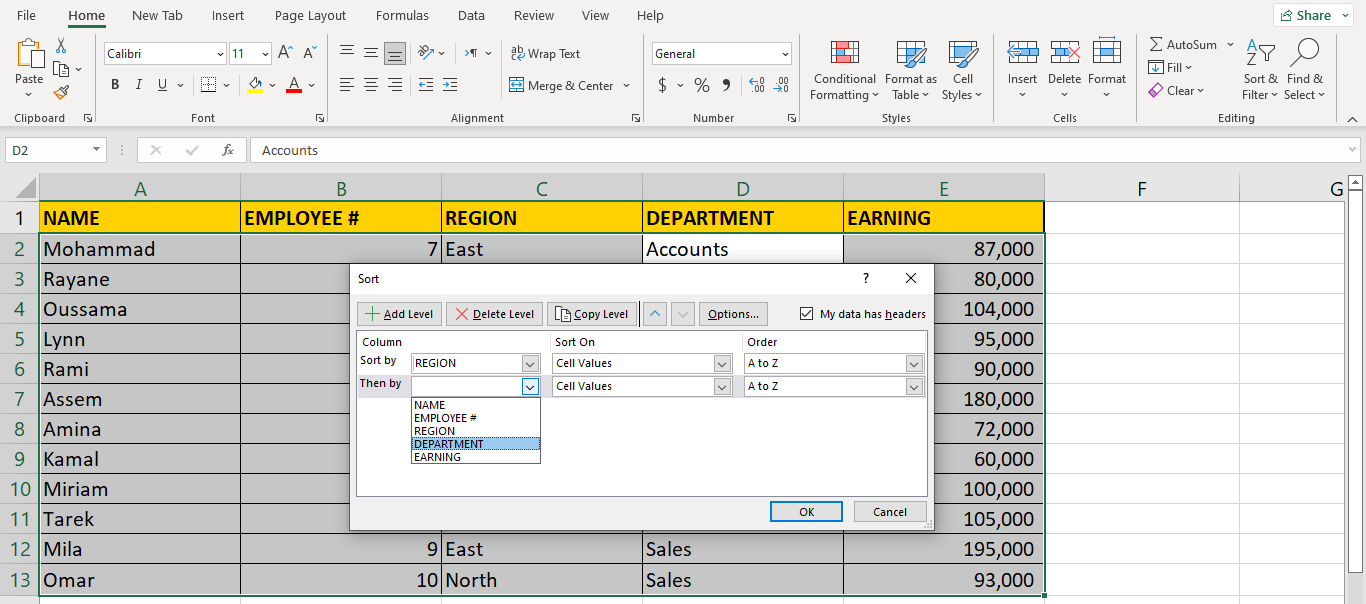 File Home New Tab Insert Page Layout Formulas Data Review View Help Share
Calibri 11 Wrap Text General AutoSum
Paste Conditional Formatting Format as Table Cell Styles Insert Delete Format Fill Sort & Filter Find & Select
B I U Merge & Center $ % Clear
Clipboard Font Alignment Number Styles Cells Editing
D2 fx Accounts
A B C D E F G
1 NAME EMPLOYEE # REGION DEPARTMENT EARNING
2 Mohammad 7 East Accounts 87,000
3 Rayane 80,000
4 Oussama 104,000
5 Lynn 95,000
6 Rami 90,000
7 Assem 180,000
8 Amina 72,000
9 Kamal 60,000
10 Miriam 100,000
11 Tarek 105,000
12 Mila 9 East Sales 195,000
13 Omar 10 North Sales 93,000
Sort ?
Add Level Delete Level Copy Level Options... My data has headers
Column Sort On Order
Sort by REGION Cell Values A to Z
Then by Cell Values A to Z
NAME
EMPLOYEE #
REGION
DEPARTMENT
EARNING
OK Cancel